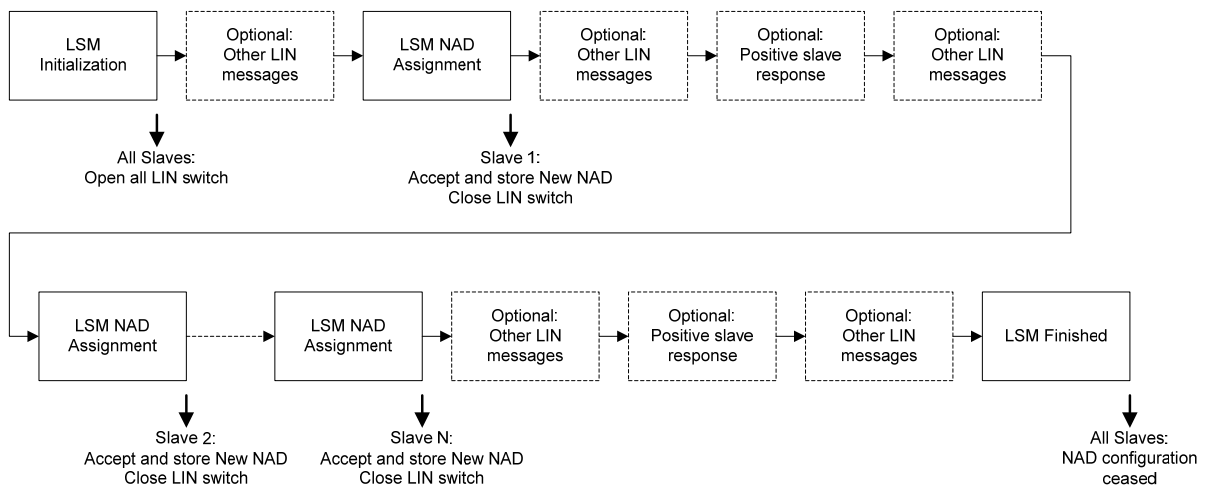 LSM
Initialization
Optional:
Other LIN
messages
LSM NAD
Assignment
Optional:
Other LIN
messages
Optional:
Positive slave
response
Optional:
Other LIN
messages
All Slaves:
Open all LIN switch
Slave 1:
Accept and store New NAD
Close LIN switch
LSM NAD
Assignment
LSM NAD
Assignment
Optional:
Other LIN
messages
Optional:
Positive slave
response
Optional:
Other LIN
messages
LSM Finished
Slave 2:
Accept and store New NAD
Close LIN switch
Slave N:
Accept and store New NAD
Close LIN switch
All Slaves:
NAD configuration
ceased